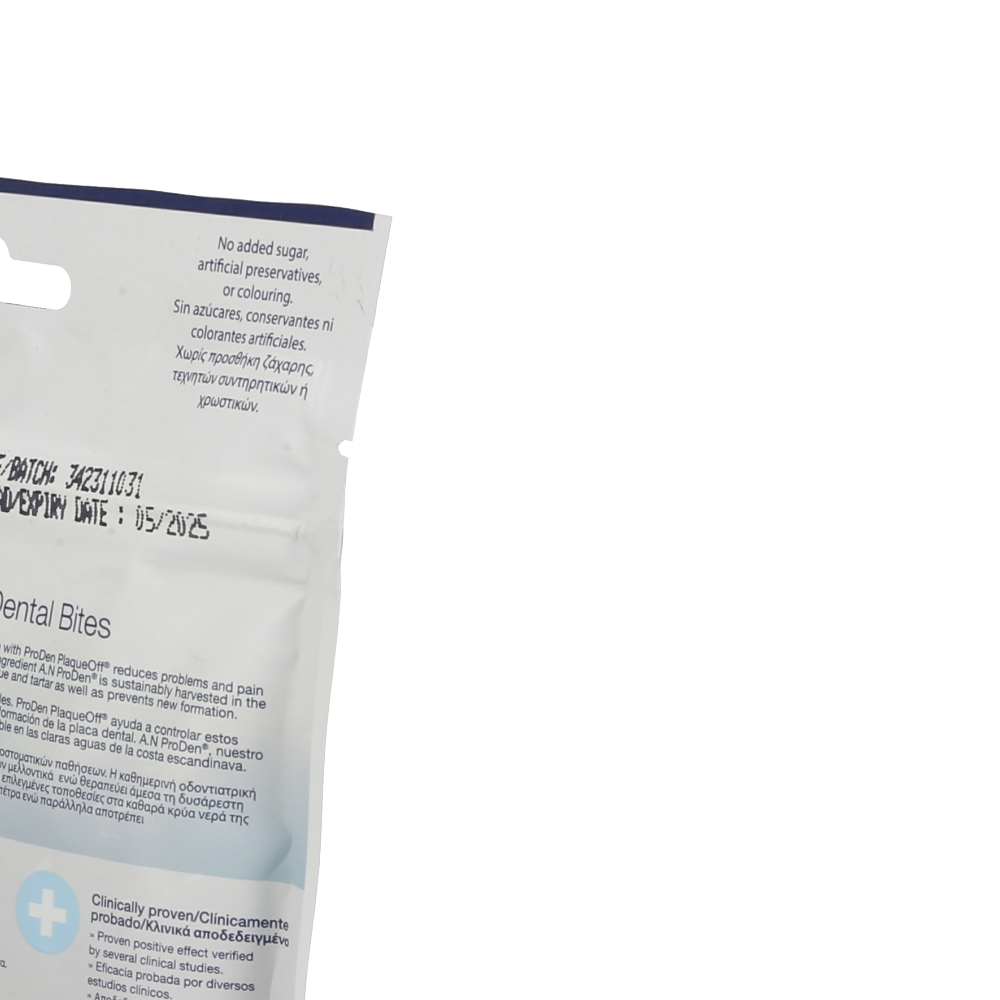 No added sugar,
artificial preservatives,
or colouring.
Sin azúcares, conservantes ni
colorantes artificiales.
Χωρίς προσθήκη ζάχαρης,
τεχνητών συντηρητικών ή
χρωστικών.
/BATCH: 342311031
/EXPIRY DATE : 05/2025
Dental Bites
with ProDen PlaqueOff® reduces problems and pain
A.N ProDen® is sustainably harvested in the
and tartar as well as prevents new formation.
ProDen PlaqueOff® ayuda a controlar estos
formación de la placa dental. A.N ProDen®, nuestro
en las claras aguas de la costa escandinava.
παθήσεων. Η καθημερινή οδοντιατρική
μελλοντικά ενώ θεραπεύει άμεσα τη δυσάρεστη
επιλεγμένες τοποθεσίες στα καθαρά κρύα νερά της
ενώ παράλληλα αποτρέπει
Clinically proven/Clínicamente
probado/Κλινικά αποδεδειγμένο
» Proven positive effect verified
by several clinical studies.
» Eficacia probada por diversos
estudios clínicos.